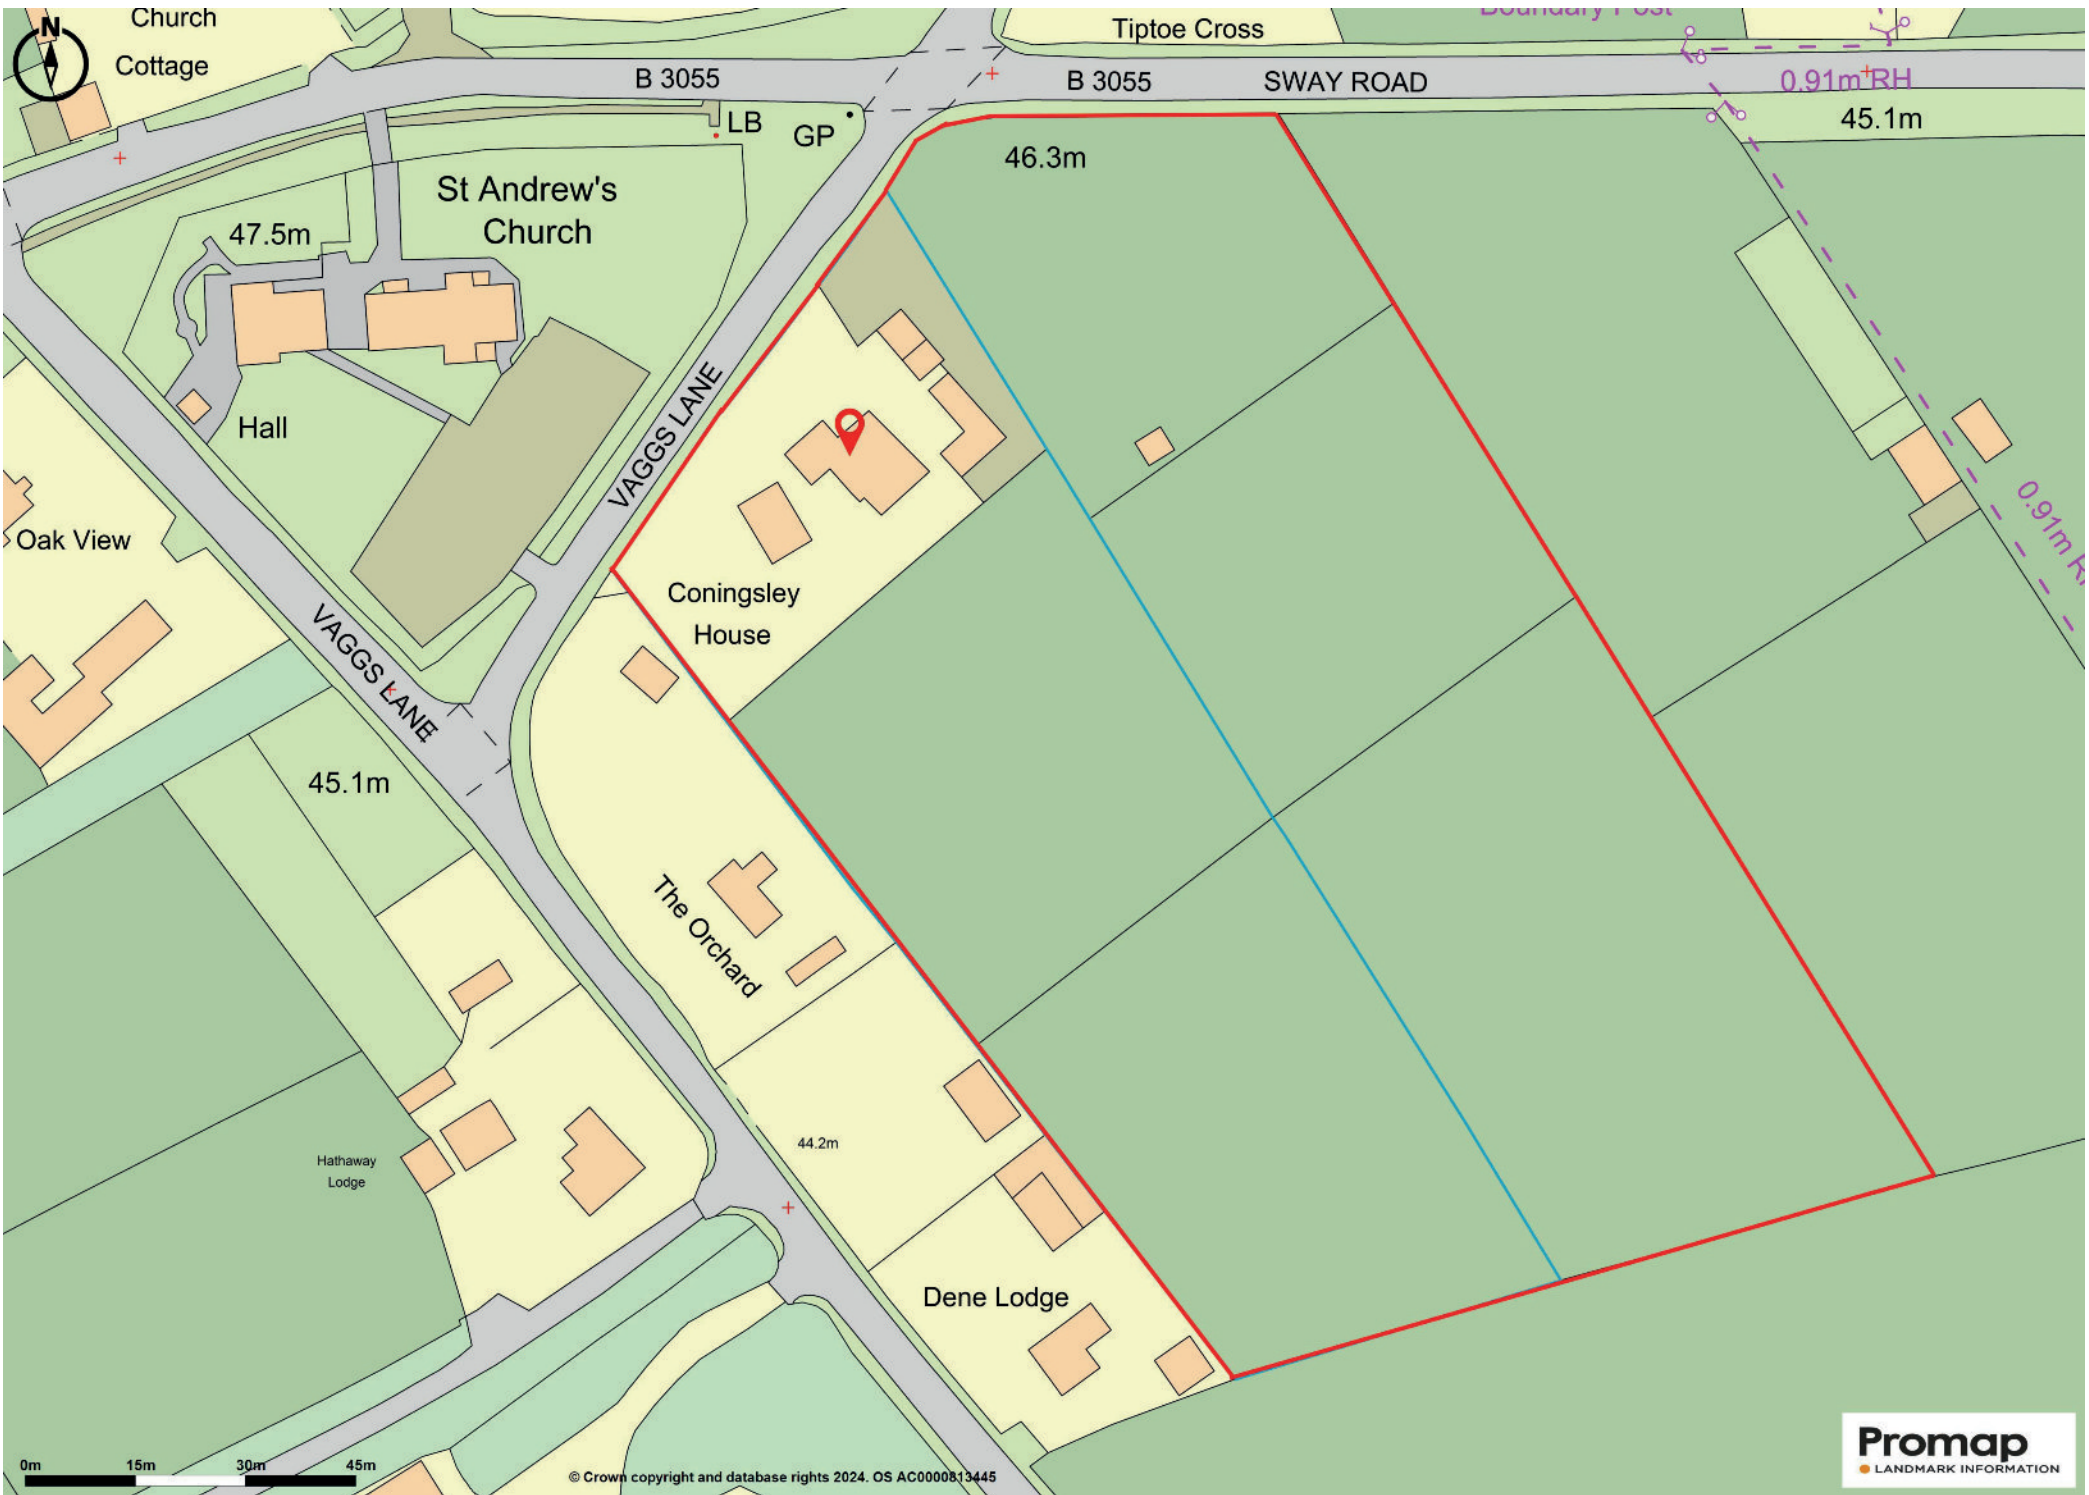 Church
Cottage
N
Tiptoe Cross
Boundary Post
B 3055
B 3055
SWAY ROAD
0.91m RH
45.1m
LB
GP
46.3m
St Andrew's
Church
47.5m
Hall
VAGGS LANE
Oak View
0.91m
Coningsley
House
VAGGS LANE
45.1m
The Orchard
44.2m
Hathaway
Lodge
Dene Lodge
0m 15m 30m 45m
© Crown copyright and database rights 2024. OS AC0000813445
Promap
LANDMARK INFORMATION